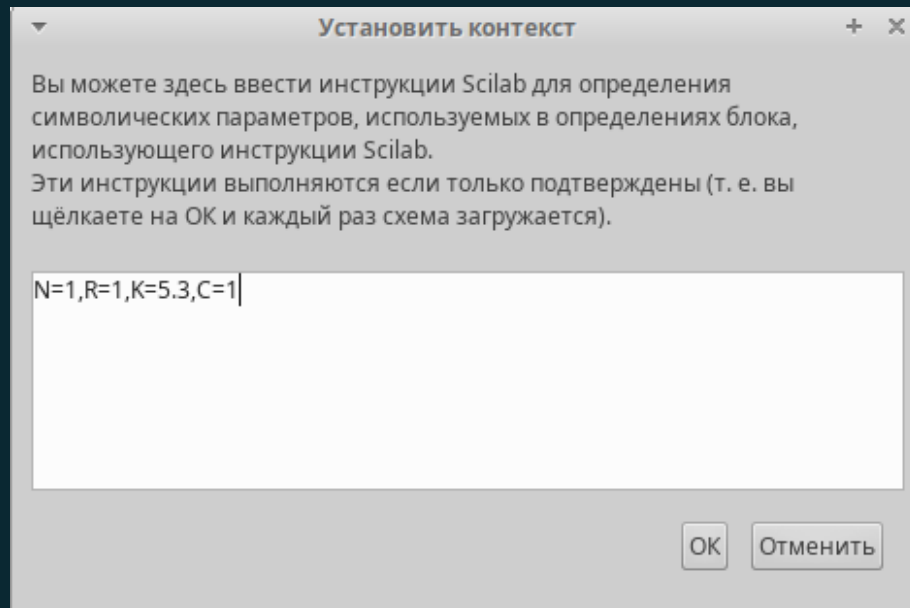 Установить контекст
Вы можете здесь ввести инструкции Scilab для определения
символических параметров, используемых в определениях блока,
использующего инструкции Scilab.
Эти инструкции выполняются если только подтверждены (т. е. вы
щёлкаете на ОК и каждый раз схема загружается).
N=1,R=1,K=5.3,C=1
ОК
Отменить